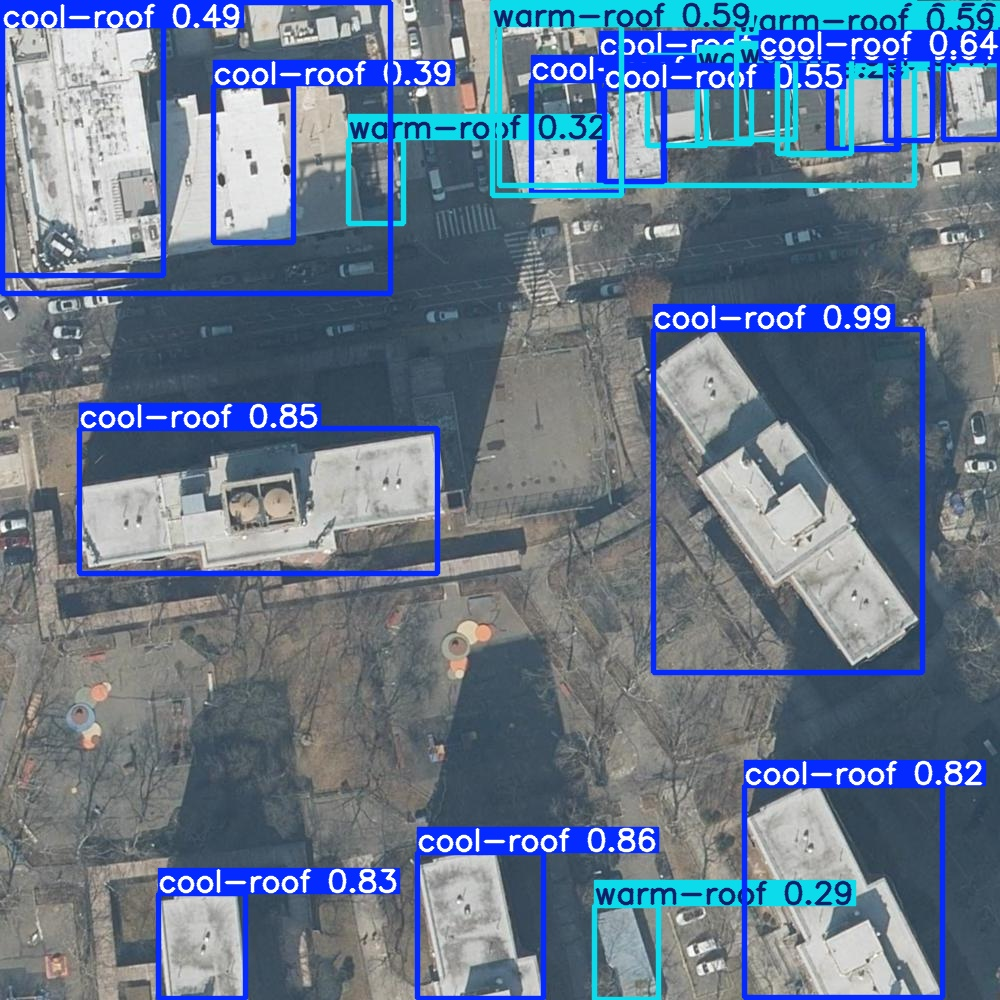 cool-roof 0.49
warm-roof 0.59
warm-roof 0.59
cool-roof 0.64
cool-roof 0.39
cool-roof 0.55
warm-roof 0.32
cool-roof 0.99
cool-roof 0.85
cool-roof 0.82
cool-roof 0.86
cool-roof 0.83
warm-roof 0.29